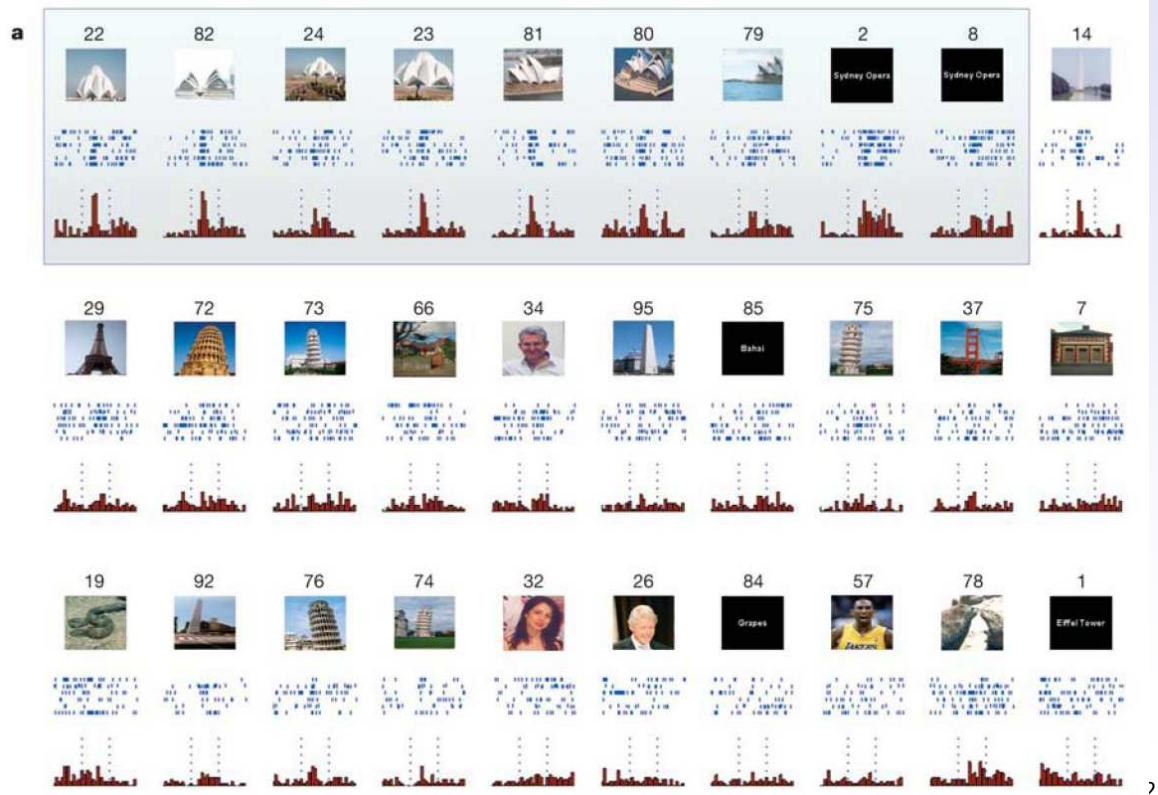 a
22 82 24 23 81 80 79 2 8 14
Sydney Opera Sydney Opera
29 72 73 66 34 95 85 75 37 7
Bahai
19 92 76 74 32 26 84 57 78 1
Grapes LAKERS Eiffel Tower